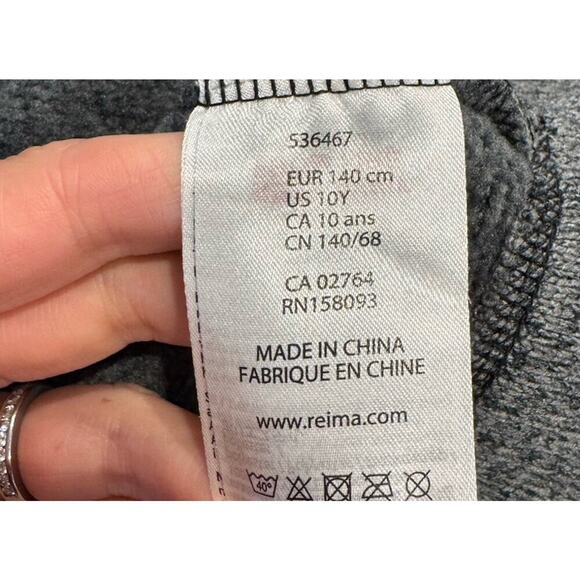 536467
EUR 140 cm
US 10Y
CA 10 ans
CN 140/68
CA 02764
RN158093
MADE IN CHINA
FABRIQUE EN CHINE
www.reima.com
40°